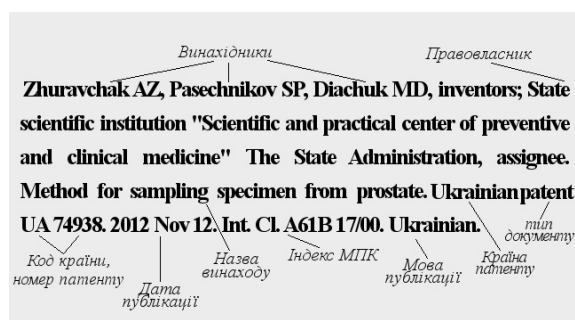 Винахідники
Правовласник
Zhuravchak AZ, Pasechnikov SP, Diachuk MD, inventors; State
scientific institution "Scientific and practical center of preventive
and clinical medicine" The State Administration, assignee.
Method for sampling specimen from prostate. Ukrainian patent
UA 74938. 2012 Nov 12. Int. Cl. A61B 17/00. Ukrainian.
Код країни,
номер патенту
Дата
публікації
Назва
винаходу
Індекс МПК
Мова
публікації
Країна
патенту
тип
документу